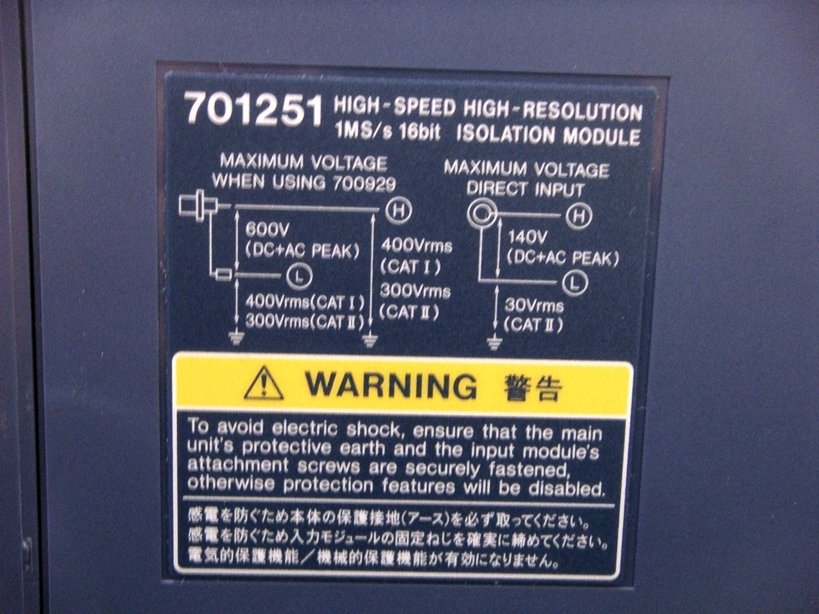 701251 HIGH-SPEED HIGH-RESOLUTION
1MS/s 16bit ISOLATION MODULE
MAXIMUM VOLTAGE
WHEN USING 700929
H
600V
(DC+AC PEAK)
L
400Vrms(CAT I)
300Vrms(CAT II)
400Vrms
(CAT I)
300Vrms
(CAT II)
MAXIMUM VOLTAGE
DIRECT INPUT
H
140V
(DC+AC PEAK)
L
30Vrms
(CAT II)
WARNING 警告
To avoid electric shock, ensure that the main
unit's protective earth and the input module's
attachment screws are securely fastened,
otherwise protection features will be disabled.
感電を防ぐため本体の保護接地(アース)を必ず取ってください。
感電を防ぐため入力モジュールの固定ねじを確実に締めてください。
電気的保護機能/機械的保護機能が有効になりません。